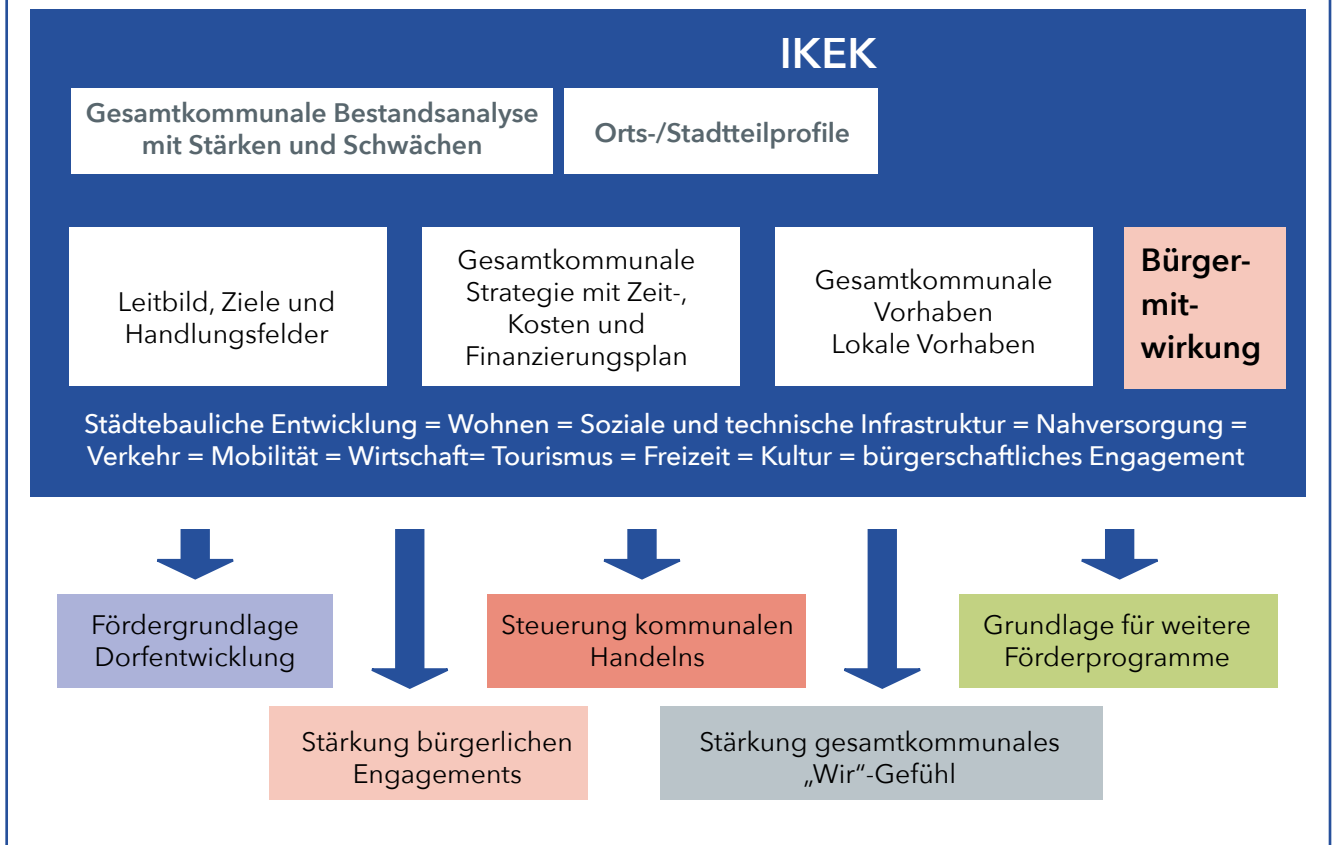 IKEK
Gesamtkommunale Bestandsanalyse
mit Stärken und Schwächen
Orts-/Stadtteilprofile
Leitbild, Ziele und
Handlungsfelder
Gesamtkommunale
Strategie mit Zeit-,
Kosten und
Finanzierungsplan
Gesamtkommunale
Vorhaben
Lokale Vorhaben
Bürger-
mit-
wirkung
Städtebauliche Entwicklung = Wohnen = Soziale und technische Infrastruktur = Nahversorgung =
Verkehr = Mobilität = Wirtschaft= Tourismus = Freizeit = Kultur = bürgerschaftliches Engagement
Fördergrundlage
Dorfentwicklung
Steuerung kommunalen
Handelns
Grundlage für weitere
Förderprogramme
Stärkung bürgerlichen
Engagements
Stärkung gesamtkommunales
„Wir“-Gefühl